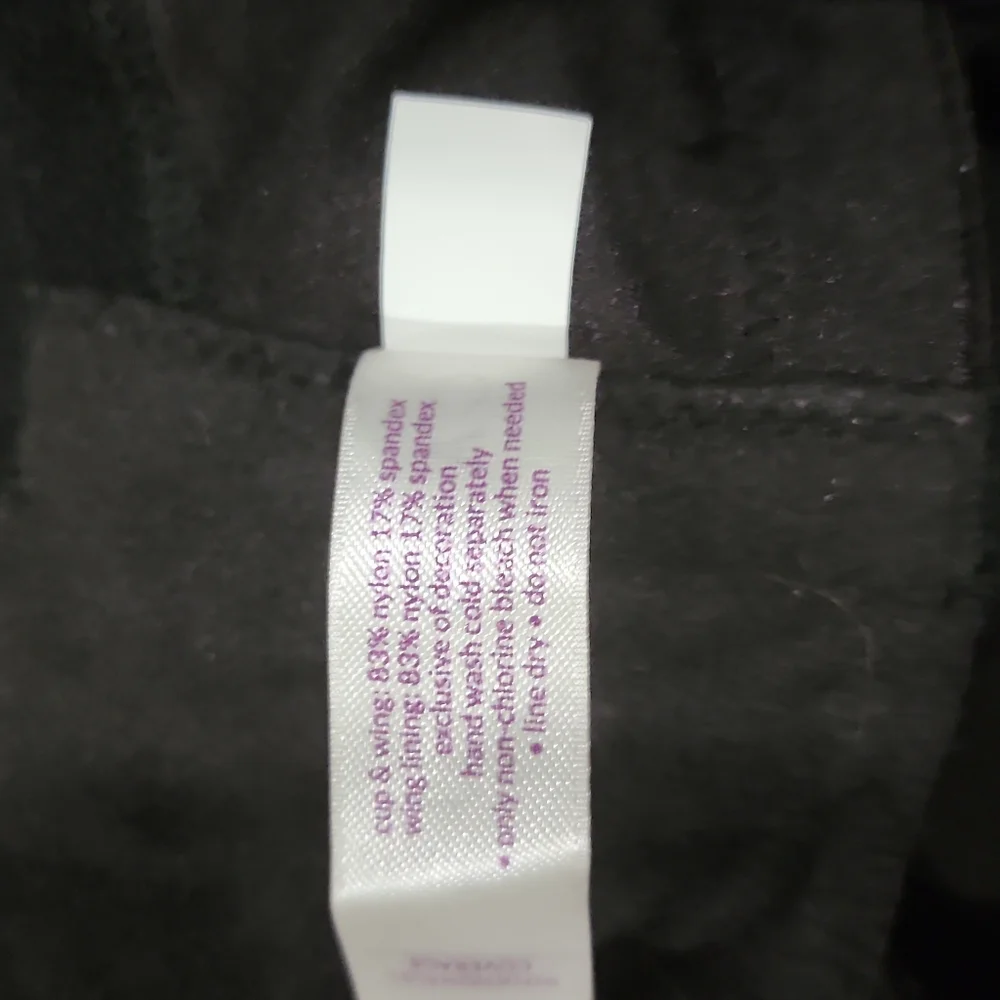 cup & wing: 83% nylon 17% spandex
wing lining: 83% nylon 17% spandex
exclusive of decoration
hand wash cold separately
• only non-chlorine bleach when needed
• line dry • do not iron
COVERAGE